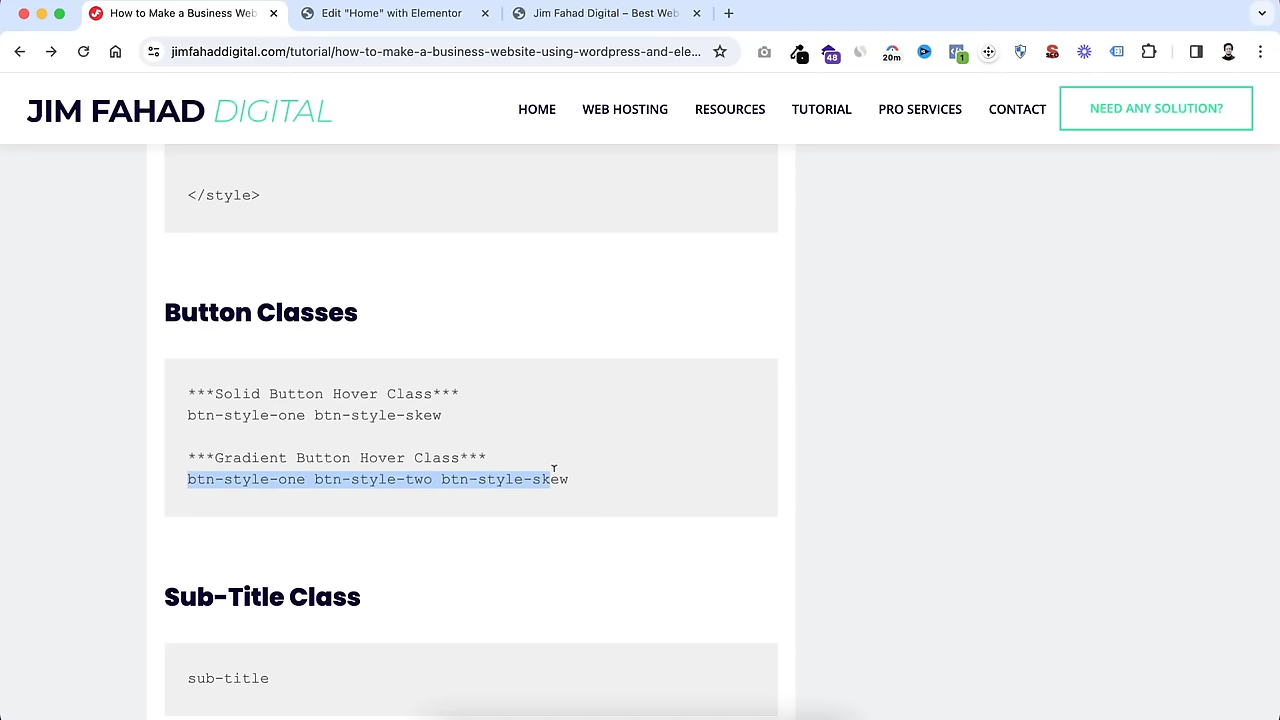 How to Make a Business Web
Edit "Home" with Elementor
Jim Fahad Digital – Best Web
jimfahaddigital.com/tutorial/how-to-make-a-business-website-using-wordpress-and-ele...
48
20m
1
JIM FAHAD DIGITAL
HOME
WEB HOSTING
RESOURCES
TUTORIAL
PRO SERVICES
CONTACT
NEED ANY SOLUTION?
</style>
Button Classes
***Solid Button Hover Class***
btn-style-one btn-style-skew
***Gradient Button Hover Class***
btn-style-one btn-style-two btn-style-skew
Sub-Title Class
sub-title